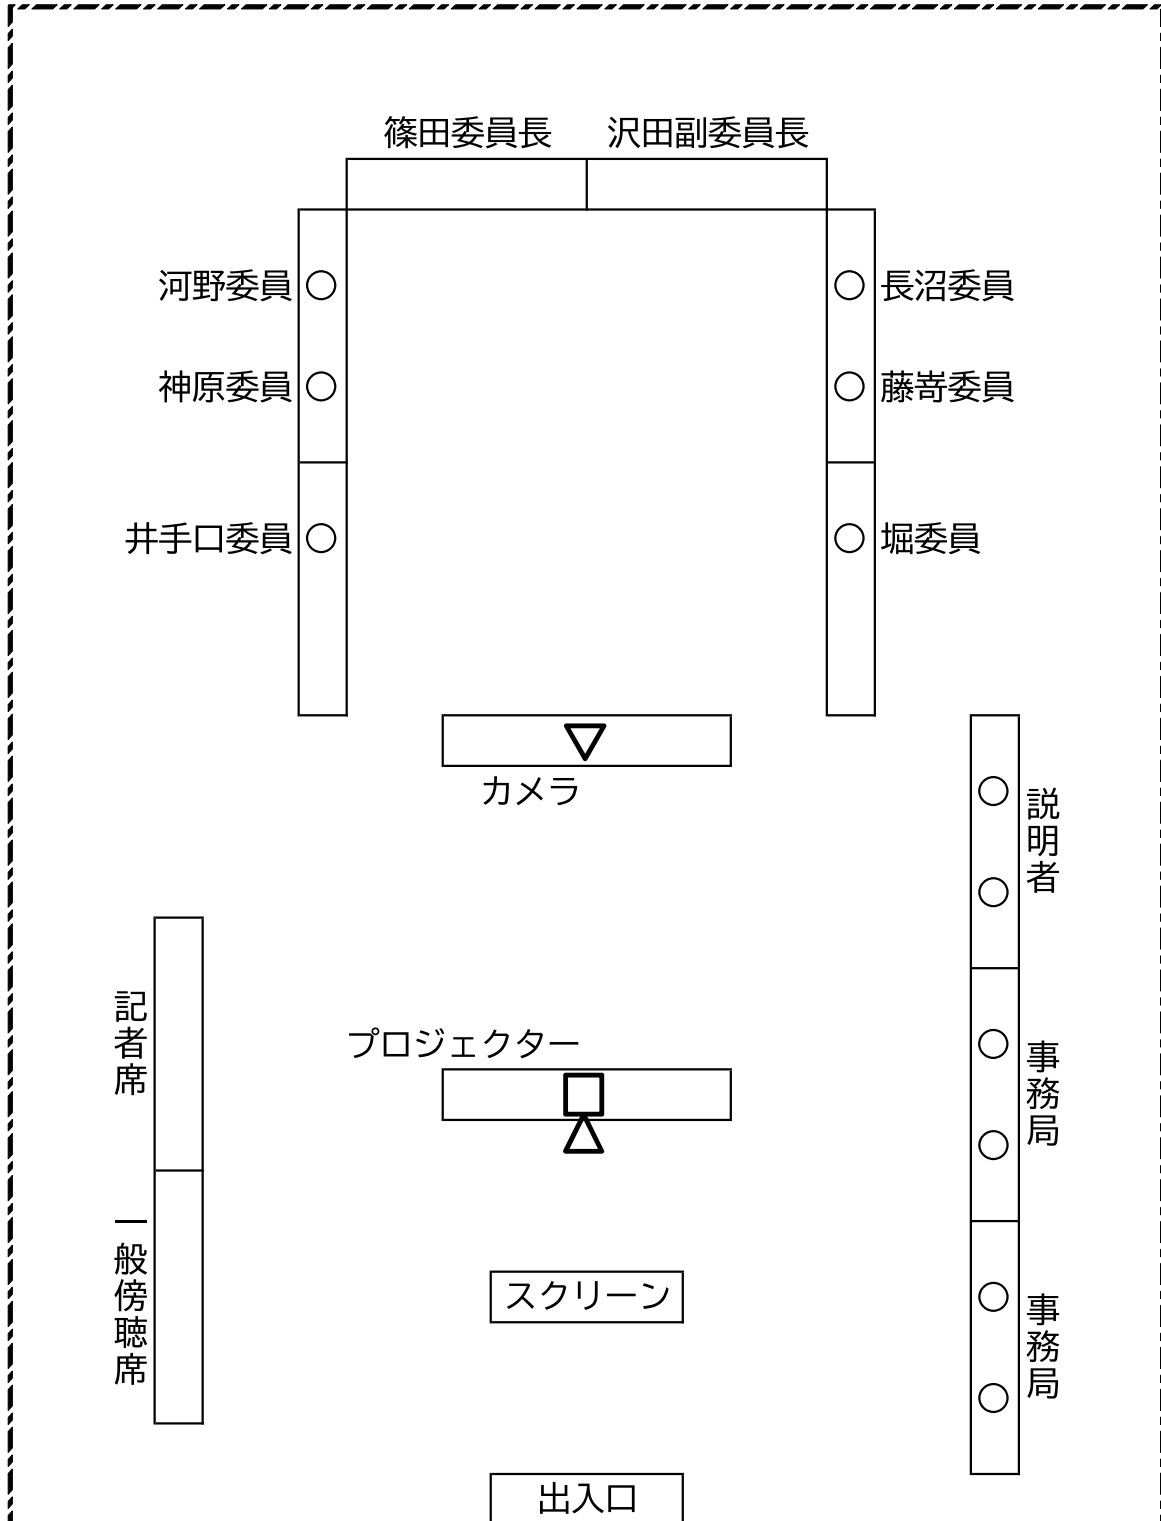 篠田委員長 沢田副委員長
河野委員 長沼委員
神原委員 藤嵜委員
井手口委員 堀委員
カメラ
説明者
記者席
プロジェクター
事務局
一般傍聴席
スクリーン
事務局
出入口